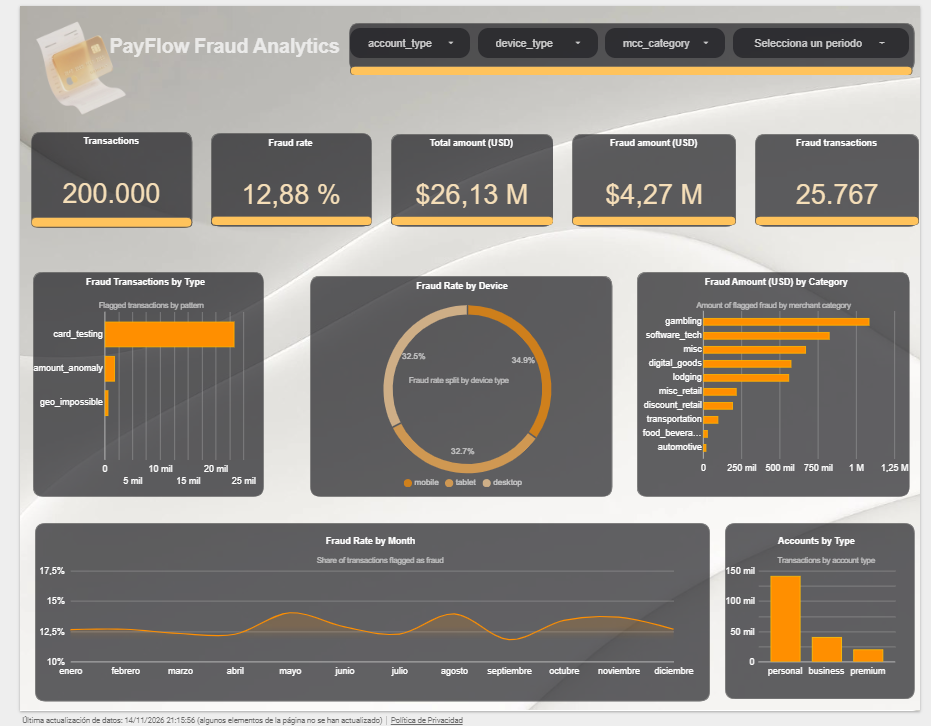 PayFlow Fraud Analytics
account_type
device_type
mcc_category
Selecciona un periodo
Transactions
200.000
Fraud rate
12,88 %
Total amount (USD)
$26,13 M
Fraud amount (USD)
$4,27 M
Fraud transactions
25.767
Fraud Transactions by Type
Flagged transactions by pattern
card_testing
amount_anomaly
geo_impossible
0
10 mil
20 mil
5 mil
15 mil
25 mil
Fraud Rate by Device
32.5%
34.9%
Fraud rate split by device type
32.7%
mobile
tablet
desktop
Fraud Amount (USD) by Category
Amount of flagged fraud by merchant category
gambling
software_tech
misc
digital_goods
lodging
misc_retail
discount_retail
transportation
food_bevera...
automotive
0
250 mil
500 mil
750 mil
1 M
1,25 M
Fraud Rate by Month
Share of transactions flagged as fraud
17,5%
15%
12,5%
10%
enero
febrero
marzo
abril
mayo
junio
julio
agosto
septiembre
octubre
noviembre
diciembre
Accounts by Type
Transactions by account type
150 mil
100 mil
50 mil
0
personal
business
premium
Última actualización de datos: 14/11/2026 21:15:56 (algunos elementos de la página no se han actualizado) | Política de Privacidad